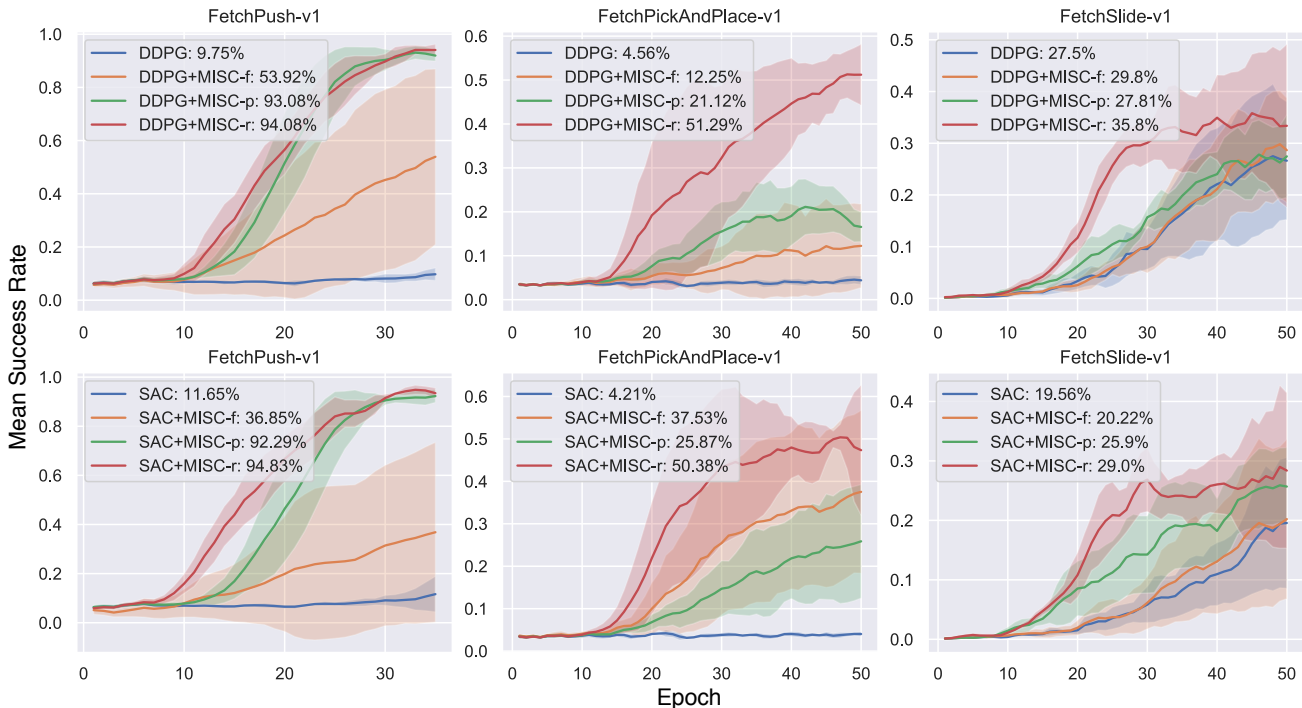 FetchPush-v1
FetchPickAndPlace-v1
FetchSlide-v1
1.0
0.8
0.6
0.4
0.2
0.0
DDPG: 9.75%
DDPG+MISC-f: 53.92%
DDPG+MISC-p: 93.08%
DDPG+MISC-r: 94.08%
0 10 20 30
0.6
0.5
0.4
0.3
0.2
0.1
0.0
DDPG: 4.56%
DDPG+MISC-f: 12.25%
DDPG+MISC-p: 21.12%
DDPG+MISC-r: 51.29%
0 10 20 30 40 50
0.5
0.4
0.3
0.2
0.1
0.0
DDPG: 27.5%
DDPG+MISC-f: 29.8%
DDPG+MISC-p: 27.81%
DDPG+MISC-r: 35.8%
0 10 20 30 40 50
Mean Success Rate
FetchPush-v1
FetchPickAndPlace-v1
FetchSlide-v1
1.0
0.8
0.6
0.4
0.2
0.0
SAC: 11.65%
SAC+MISC-f: 36.85%
SAC+MISC-p: 92.29%
SAC+MISC-r: 94.83%
0 10 20 30
0.6
0.5
0.4
0.3
0.2
0.1
0.0
SAC: 4.21%
SAC+MISC-f: 37.53%
SAC+MISC-p: 25.87%
SAC+MISC-r: 50.38%
0 10 20 30 40 50
0.4
0.3
0.2
0.1
0.0
SAC: 19.56%
SAC+MISC-f: 20.22%
SAC+MISC-p: 25.9%
SAC+MISC-r: 29.0%
0 10 20 30 40 50
Epoch